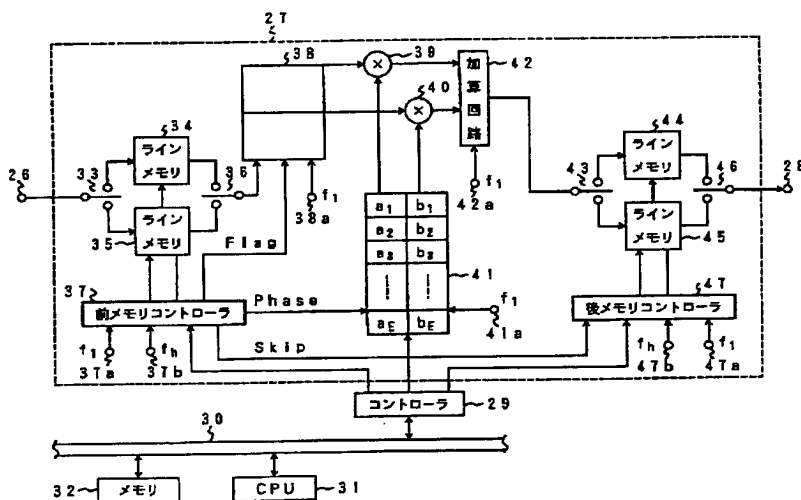 27
38
39
42
加算回路
40
34
ラインメモリ
33
36
26
f1
38a
f1
42a
35
ラインメモリ
Flag
a1 b1
a2 b2
a3 b3
aE bE
41
f1
41a
44
ラインメモリ
43
46
28
45
ラインメモリ
37
前メモリコントローラ
Phase
Skip
47
後メモリコントローラ
f1
37a
fh
37b
fh
47b
f1
47a
コントローラ
29
30
32
メモリ
CPU
31